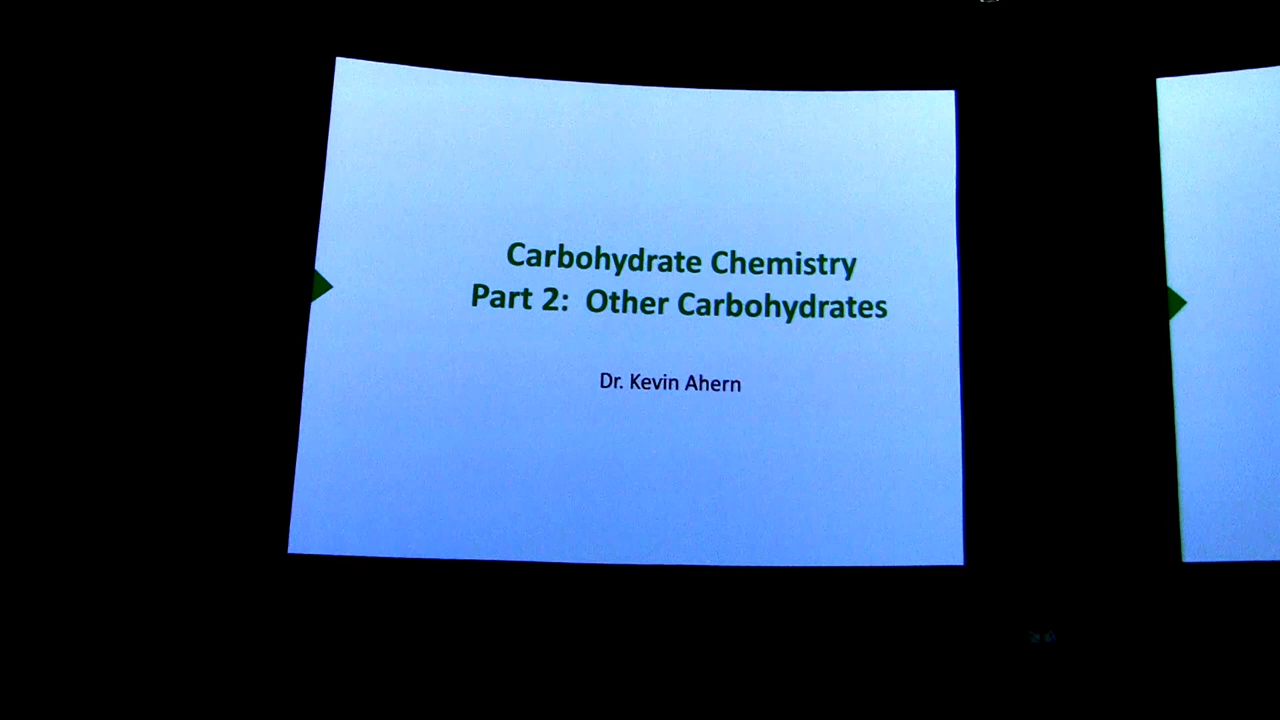 Carbohydrate Chemistry
Part 2: Other Carbohydrates
Dr. Kevin Ahern